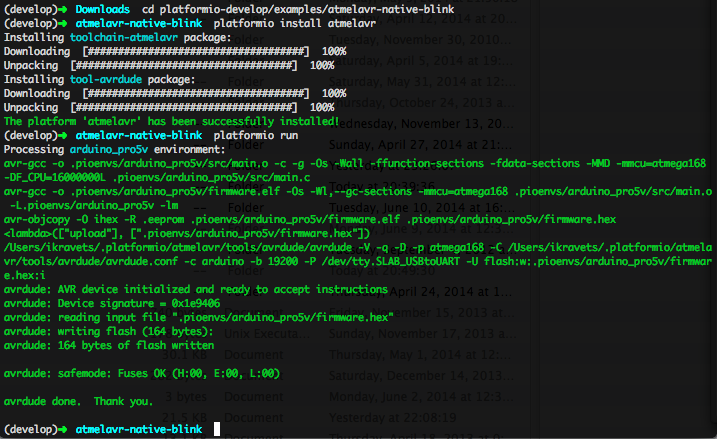 (develop)➜ Downloads cd platformio-develop/examples/atmelavr-native-blink
(develop)➜ atmelavr-native-blink platformio install atmelavr
Installing toolchain-atmelavr package:
Downloading [####################################] 100%
Unpacking [####################################] 100%
Installing tool-avrdude package:
Downloading [####################################] 100%
Unpacking [####################################] 100%
The platform 'atmelavr' has been successfully installed!
(develop)➜ atmelavr-native-blink platformio run
Processing arduino_pro5v environment:
avr-gcc -o .pioenvs/arduino_pro5v/src/main.o -c -g -Os -Wall -ffunction-sections -fdata-sections -MMD -mmcu=atmega168
-DF_CPU=16000000L .pioenvs/arduino_pro5v/src/main.c
avr-gcc -o .pioenvs/arduino_pro5v/firmware.elf -Os -Wl,--gc-sections -mmcu=atmega168 .pioenvs/arduino_pro5v/src/main.o
-L.pioenvs/arduino_pro5v -lm
avr-objcopy -O ihex -R .eeprom .pioenvs/arduino_pro5v/firmware.elf .pioenvs/arduino_pro5v/firmware.hex
<lambda>(["upload"], [".pioenvs/arduino_pro5v/firmware.hex"])
/Users/ikravets/.platformio/atmelavr/tools/avrdude/avrdude -V -q -D -p atmega168 -C /Users/ikravets/.platformio/atmela
vr/tools/avrdude/avrdude.conf -c arduino -b 19200 -P /dev/tty.SLAB_USBtoUART -U flash:w:.pioenvs/arduino_pro5v/firmwar
e.hex:i
avrdude: AVR device initialized and ready to accept instructions
avrdude: Device signature = 0x1e9406
avrdude: reading input file ".pioenvs/arduino_pro5v/firmware.hex"
avrdude: writing flash (164 bytes):
avrdude: 164 bytes of flash written
avrdude: safemode: Fuses OK (H:00, E:00, L:00)
avrdude done. Thank you.
(develop)➜ atmelavr-native-blink